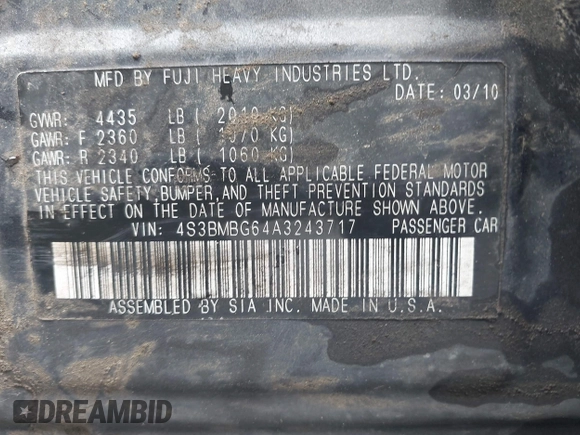 MFD BY FUJI HEAVY INDUSTRIES LTD.
DATE: 03/10
GVWR: 4435 LB ( 2010 KG)
GAWR: F 2360 LB ( 1070 KG)
GAWR: R 2340 LB ( 1060 KG)
THIS VEHICLE CONFORMS TO ALL APPLICABLE FEDERAL MOTOR
VEHICLE SAFETY, BUMPER, AND THEFT PREVENTION STANDARDS
IN EFFECT ON THE DATE OF MANUFACTURE SHOWN ABOVE.
VIN: 4S3BMBG64A3243717 PASSENGER CAR
ASSEMBLED BY SIA INC. MADE IN U.S.A.
DREAMBID